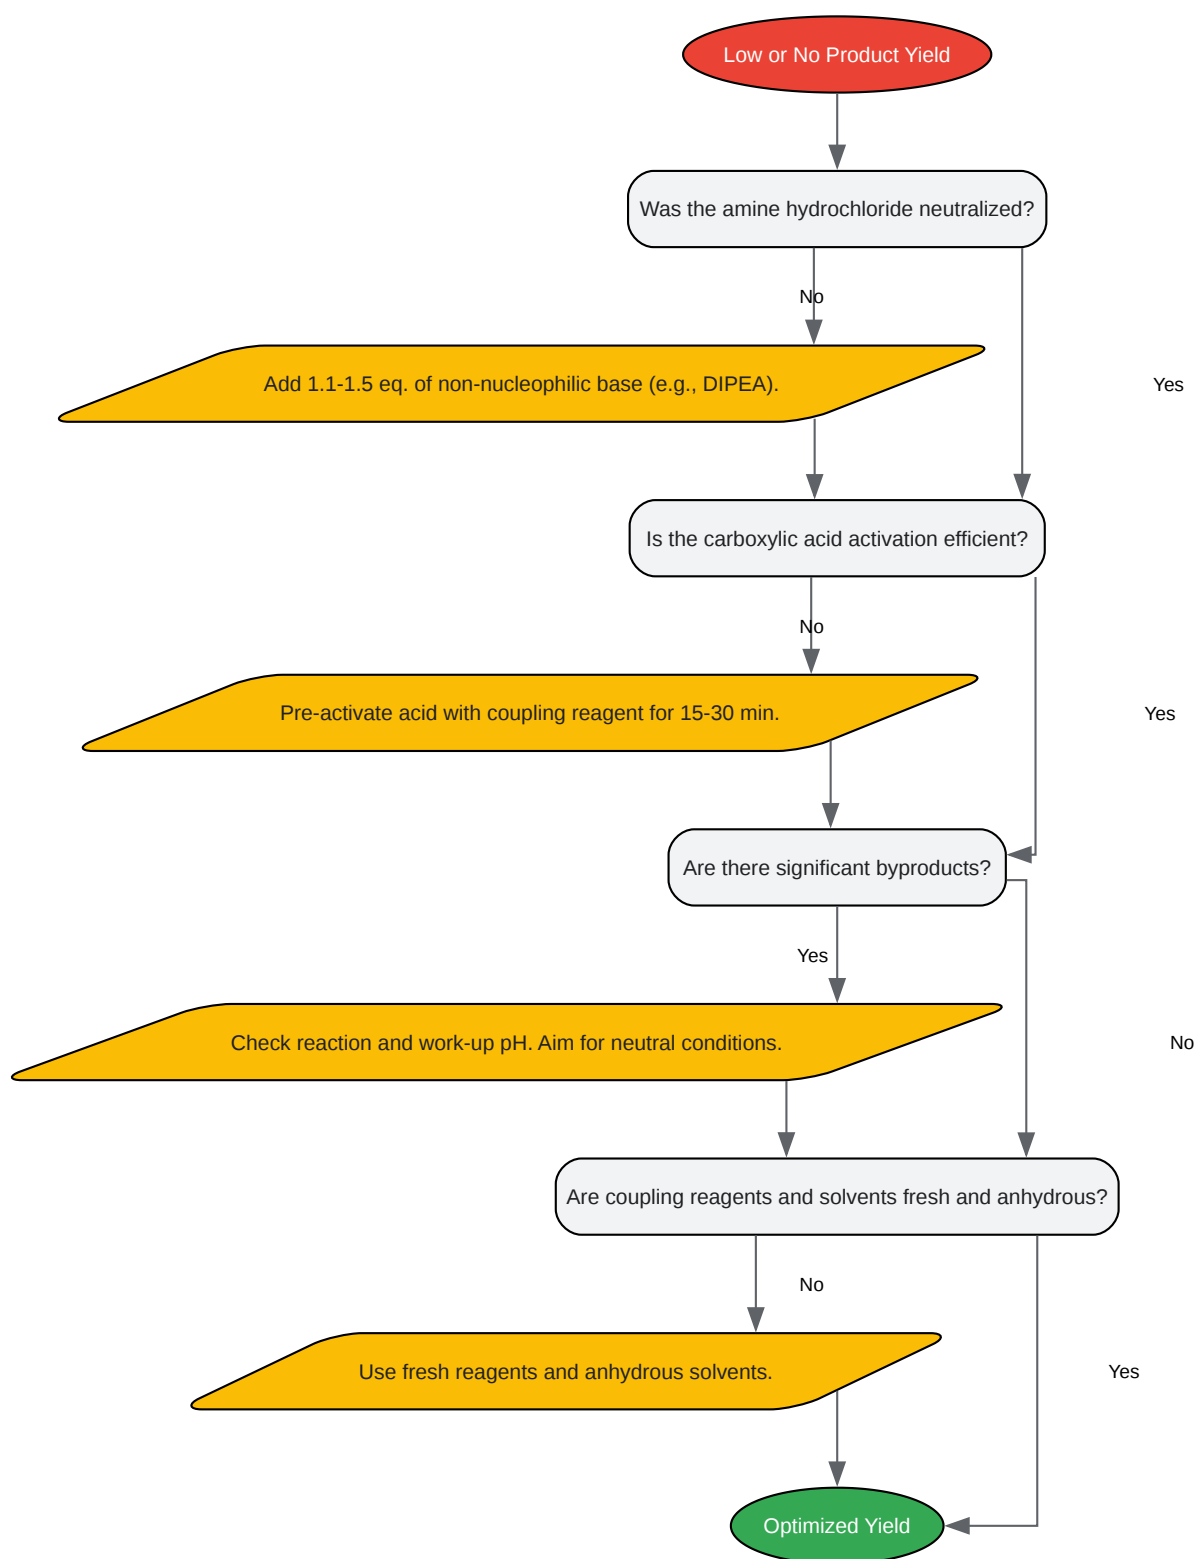 Low or No Product Yield
Was the amine hydrochloride neutralized?
No
Add 1.1-1.5 eq. of non-nucleophilic base (e.g., DIPEA).
Yes
Is the carboxylic acid activation efficient?
No
Pre-activate acid with coupling reagent for 15-30 min.
Yes
Are there significant byproducts?
Yes
Check reaction and work-up pH. Aim for neutral conditions.
No
Are coupling reagents and solvents fresh and anhydrous?
No
Use fresh reagents and anhydrous solvents.
Yes
Optimized Yield